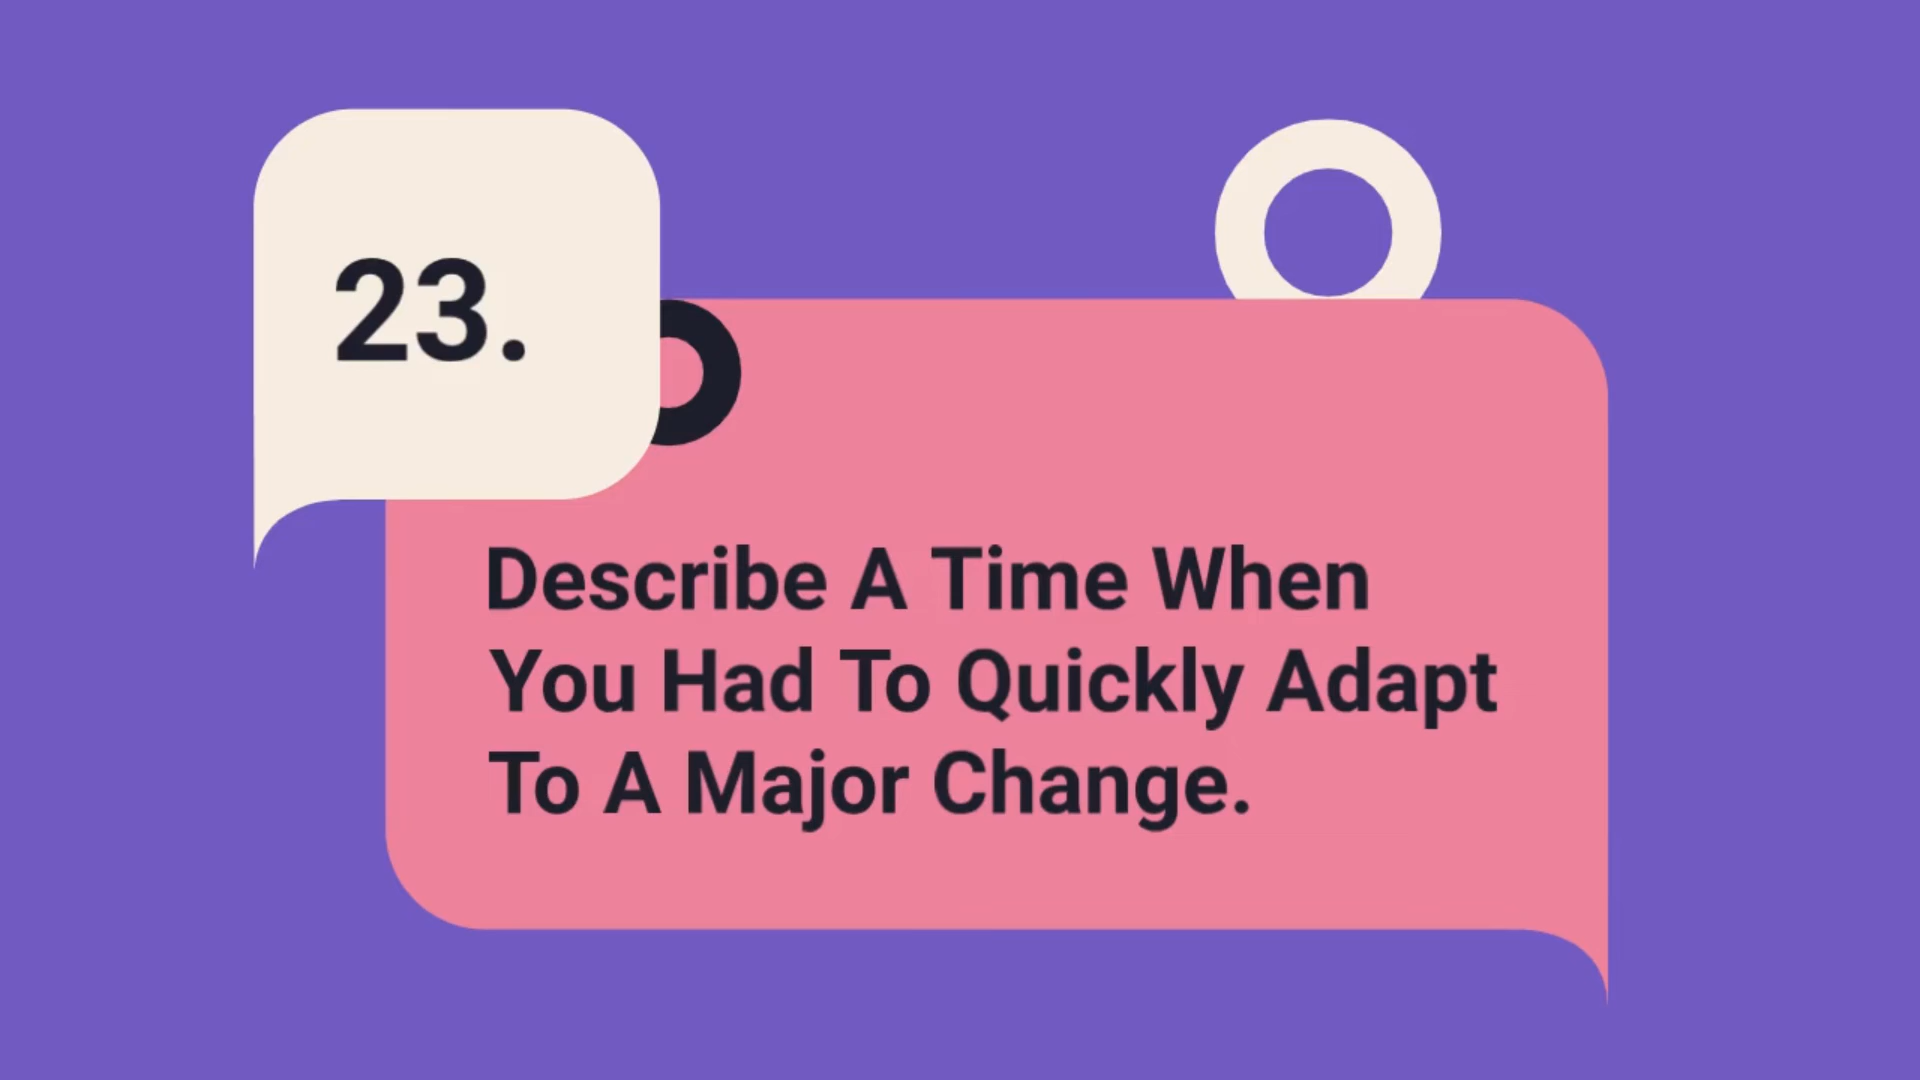 23.
Describe A Time When
You Had To Quickly Adapt
To A Major Change.